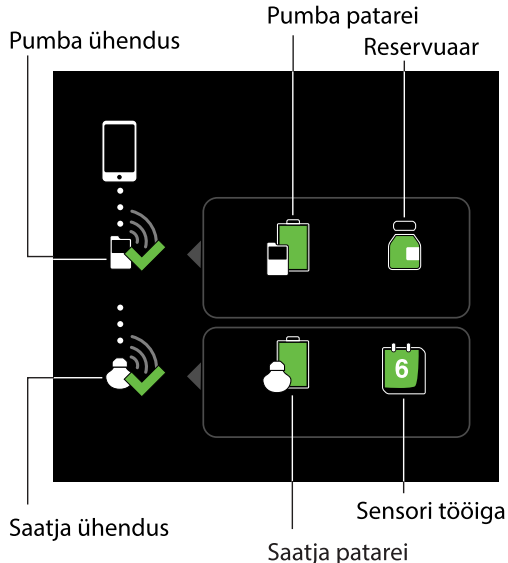 Pumba patarei
Pumba ühendus
Reservuaar
6
Sensori tööiga
Saatja ühendus
Saatja patarei